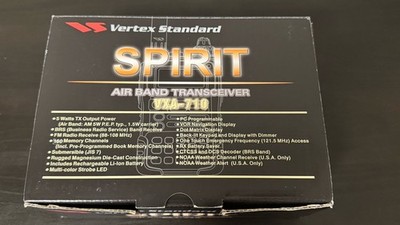 Vertex Standard
SPIRIT
AIR BAND TRANSCEIVER
VXA-710
5 Watts TX Output Power
(Air Band: AM 5W P.E.P. typ., 1.5W carrier)
BRS (Business Radio Service) Band Receive
FM Radio Receive (88-108 MHz)
Memory Channels
(incl. Pre-Programmed Book Memory Channels)
Submersible (JIS 7)
Rugged Magnesium Die-Cast Construction
Includes Rechargeable Li-Ion Battery
Multi-color Strobe LED
PC Programmable
VOR Navigation Display
Dot-Matrix Display
Back-lit Keypad and Display with Dimmer
One Touch Emergency Frequency (121.5 MHz) Access
RX Battery Saver
CTCSS and DCS Decoder (BRS Band)
NOAA Weather Channel Receive (U.S.A. Only)
NOAA Weather Alert (U.S.A. Only)